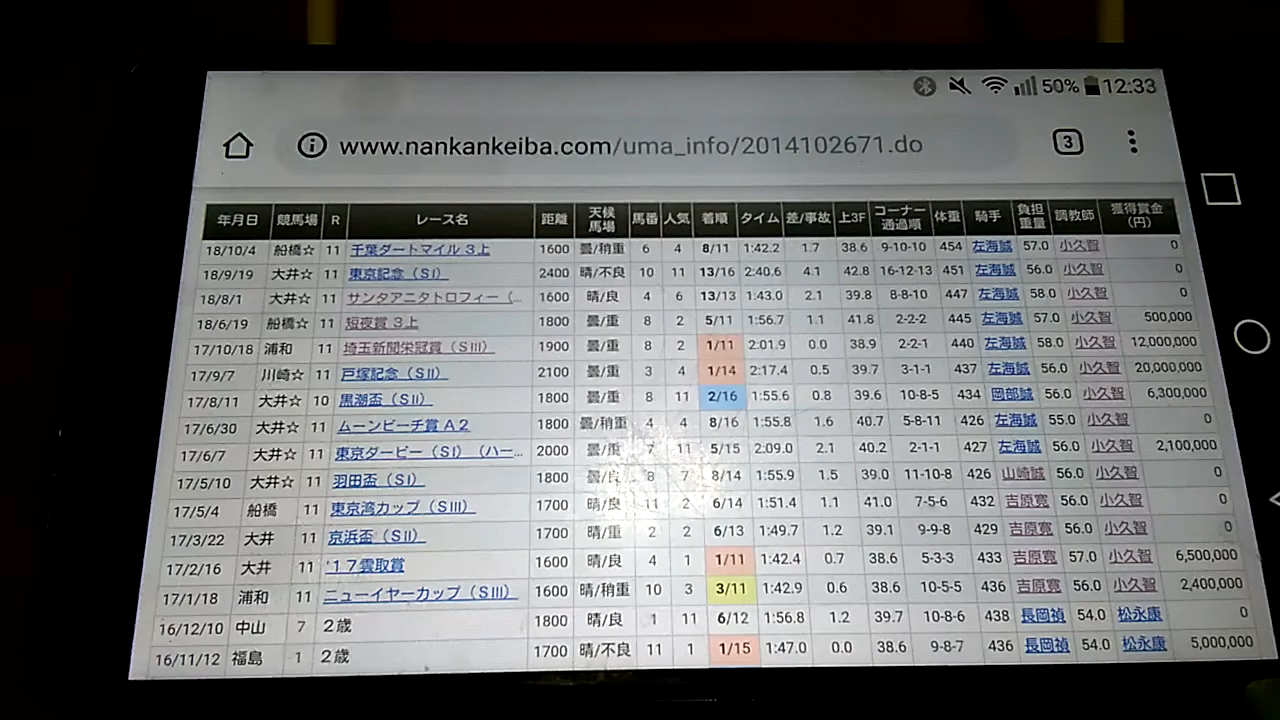 50% 12:33
www.nankankeiba.com/uma_info/2014102671.do 3
年月日 競馬場 R レース名 距離 天候馬場 馬番 人気 着順 タイム 差/事故 上3F コーナー通過順 体重 騎手 負担重量 調教師 獲得賞金(円)
18/10/4 船橋☆ 11 千葉ダートマイル3上 1600 曇/稍重 6 4 8/11 1:42.2 1.7 38.6 9-10-10 454 左海誠 57.0 小久智 0
18/9/19 大井☆ 11 東京記念(SⅠ) 2400 晴/不良 10 11 13/16 2:40.6 4.1 42.8 16-12-13 451 左海誠 56.0 小久智 0
18/8/1 大井☆ 11 サンタアニタトロフィー(... 1600 晴/良 4 6 13/13 1:43.0 2.1 39.8 8-8-10 447 左海誠 58.0 小久智 0
18/6/19 船橋☆ 11 短夜賞3上 1800 曇/重 8 2 5/11 1:56.7 1.1 41.8 2-2-2 445 左海誠 57.0 小久智 500,000
17/10/18 浦和 11 埼玉新聞栄冠賞(SⅢ) 1900 曇/重 8 2 1/11 2:01.9 0.0 38.9 2-2-1 440 左海誠 58.0 小久智 12,000,000
17/9/7 川崎☆ 11 戸塚記念(SⅡ) 2100 曇/重 3 4 1/14 2:17.4 0.5 39.7 3-1-1 437 左海誠 56.0 小久智 20,000,000
17/8/11 大井☆ 10 黒潮盃(SⅡ) 1800 曇/重 8 11 2/16 1:55.6 0.8 39.6 10-8-5 434 岡部誠 56.0 小久智 6,300,000
17/6/30 大井☆ 11 ムーンビーチ賞A2 1800 曇/稍重 4 4 8/16 1:55.8 1.6 40.7 5-8-11 426 左海誠 55.0 小久智 0
17/6/7 大井☆ 11 東京ダービー(SⅠ)(ハー... 2000 曇/重 7 11 5/15 2:09.0 2.1 40.2 2-1-1 427 左海誠 56.0 小久智 2,100,000
17/5/10 大井☆ 11 羽田盃(SⅠ) 1800 曇/良 8 7 8/14 1:55.9 1.5 39.0 11-10-8 426 山崎誠 56.0 小久智 0
17/5/4 船橋 11 東京湾カップ(SⅢ) 1700 晴/良 11 2 6/14 1:51.4 1.1 41.0 7-5-6 432 吉原寛 56.0 小久智 0
17/3/22 大井 11 京浜盃(SⅡ) 1700 晴/重 2 2 6/13 1:49.7 1.2 39.1 9-9-8 429 吉原寛 56.0 小久智 0
17/2/16 大井 11 '17雲取賞 1600 晴/良 4 1 1/11 1:42.4 0.7 38.6 5-3-3 433 吉原寛 57.0 小久智 6,500,000
17/1/18 浦和 11 ニューイヤーカップ(SⅢ) 1600 晴/稍重 10 3 3/11 1:42.9 0.6 38.6 10-5-5 436 吉原寛 56.0 小久智 2,400,000
16/12/10 中山 7 2歳 1800 晴/良 1 11 6/12 1:56.8 1.2 39.7 10-8-6 438 長岡禎 54.0 松永康 0
16/11/12 福島 1 2歳 1700 晴/不良 11 1 1/15 1:47.0 0.0 38.6 9-8-7 436 長岡禎 54.0 松永康 5,000,000